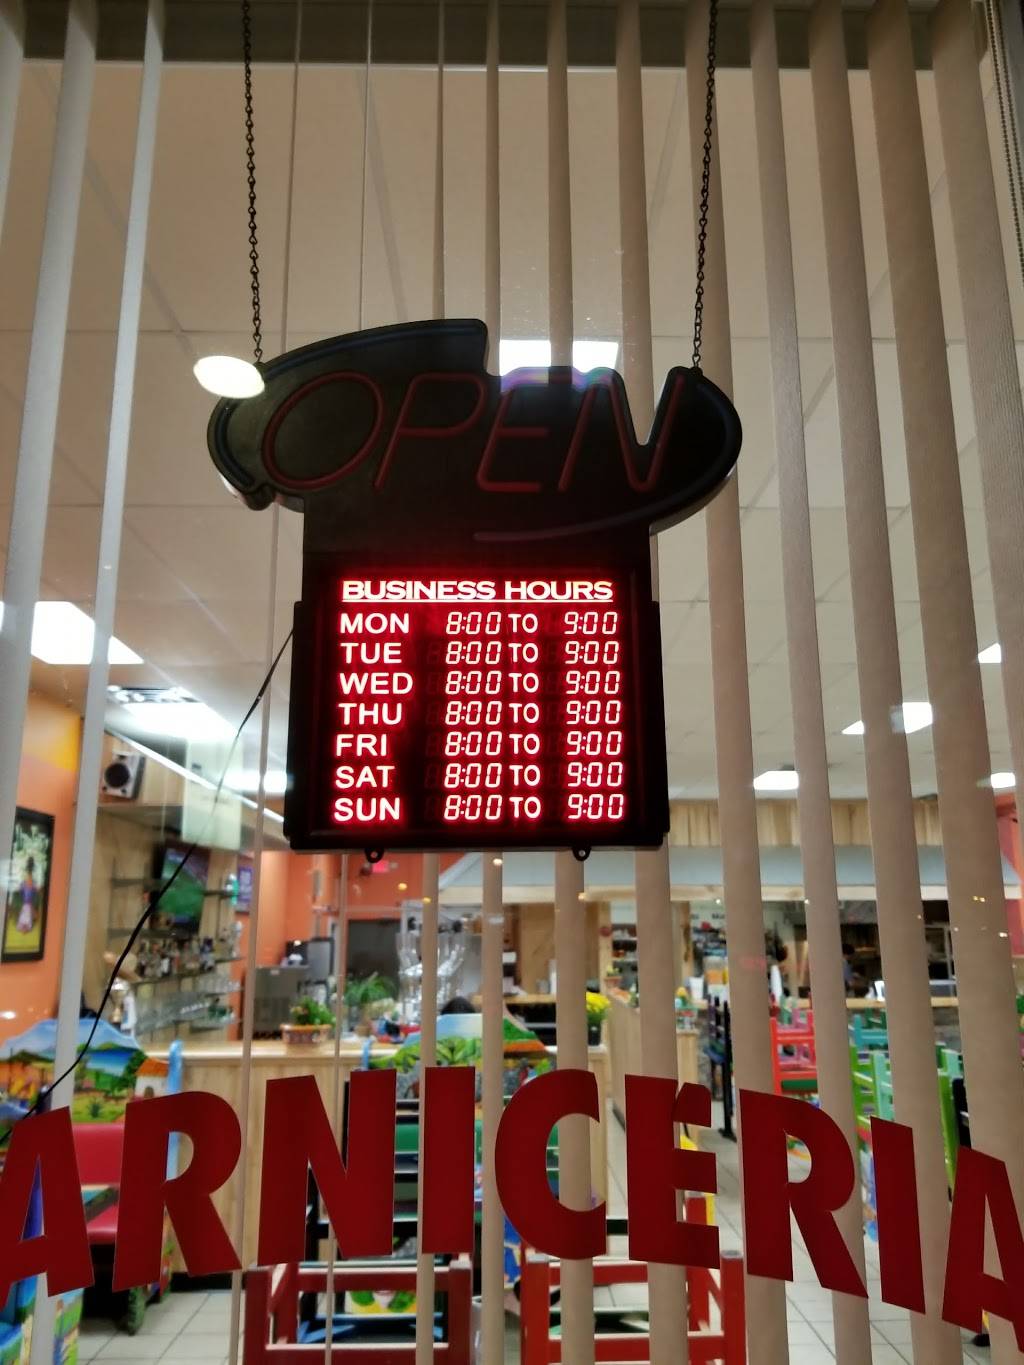 OPEN
BUSINESS HOURS
MON 8:00 TO 9:00
TUE 8:00 TO 9:00
WED 8:00 TO 9:00
THU 8:00 TO 9:00
FRI 8:00 TO 9:00
SAT 8:00 TO 9:00
SUN 8:00 TO 9:00
ARNICERIA